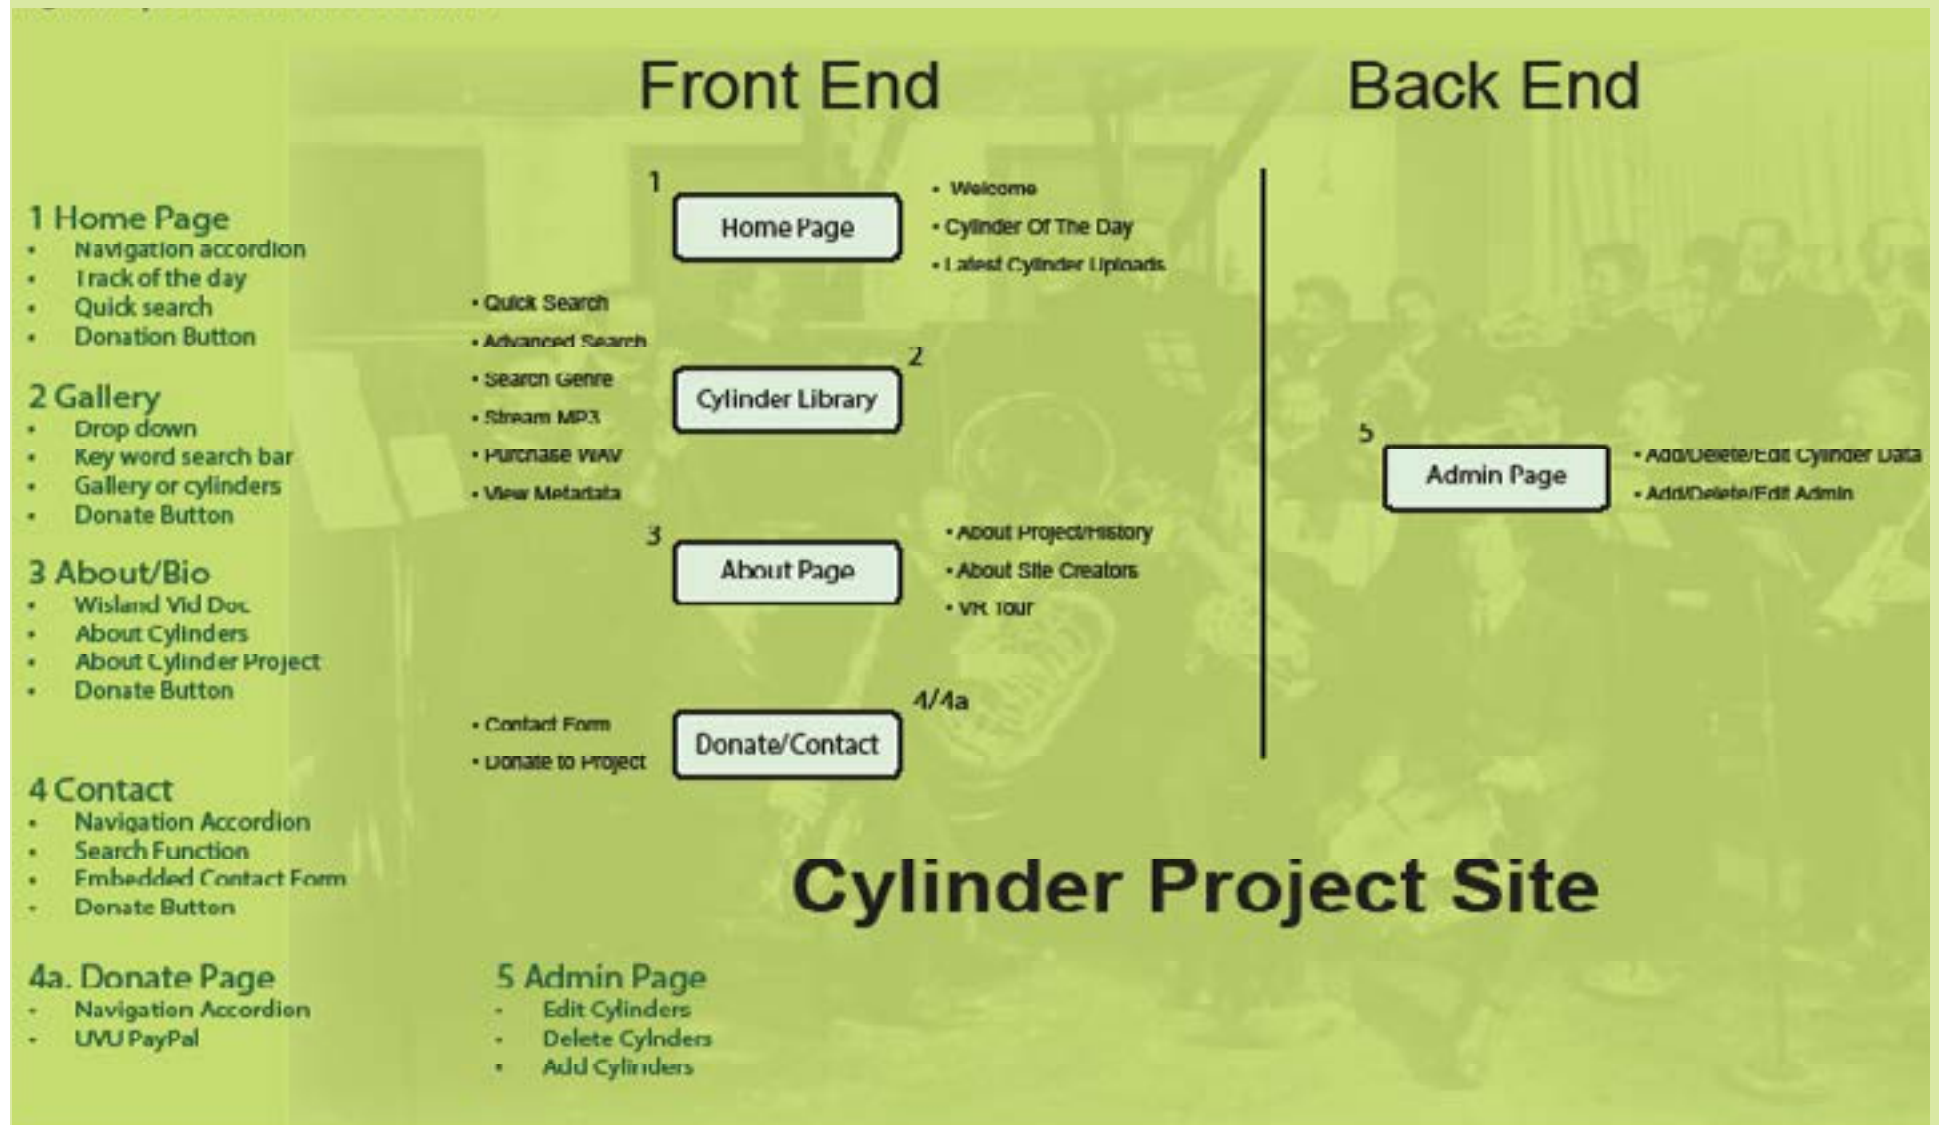 Front End
Back End
1 Home Page
• Navigation accordion
• Track of the day
• Quick search
• Donation Button
2 Gallery
• Drop down
• Key word search bar
• Gallery or cylinders
• Donate Button
3 About/Bio
• Wisland Vid Doc
• About Cylinders
• About Cylinder Project
• Donate Button
4 Contact
• Navigation Accordion
• Search Function
• Embedded Contact Form
- Donate Button
4a. Donate Page
- Navigation Accordion
- UVU PayPal
5 Admin Page
- Edit Cylinders
- Delete Cylnders
• Add Cylinders
1
Home Page
• Welcome
• Cylinder Of The Day
• Latest Cylinder Uploads
• Quick Search
• Advanced Search
• Search Genre
• Stream MP3
• Purchase WAV
• View Metadata
2
Cylinder Library
3
About Page
• About Project/History
• About Site Creators
• VR Tour
4/4a
• Contact Form
• Donate to Project
Donate/Contact
5
Admin Page
• Add/Delete/Edit Cylinder Data
• Add/Delete/Edit Admin
Cylinder Project Site